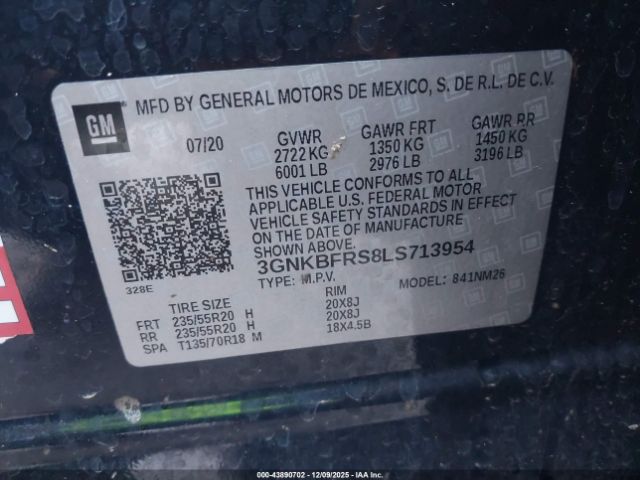 GM
MFD BY GENERAL MOTORS DE MEXICO, S, DE R.L. DE C.V.
07/20
GVWR GAWR FRT GAWR RR
2722 KG 1350 KG 1450 KG
6001 LB 2976 LB 3196 LB
THIS VEHICLE CONFORMS TO ALL
APPLICABLE U.S. FEDERAL MOTOR
VEHICLE SAFETY STANDARDS IN EFFECT
ON THE DATE OF MANUFACTURE
SHOWN ABOVE.
3GNKBFRS8LS713954
TYPE: M.P.V. MODEL: 841NM26
328E
TIRE SIZE RIM
FRT 235/55R20 H 20X8J
RR 235/55R20 H 20X8J
SPA T135/70R18 M 18X4.5B
000-43890702 - 12/09/2025 - IAA Inc.